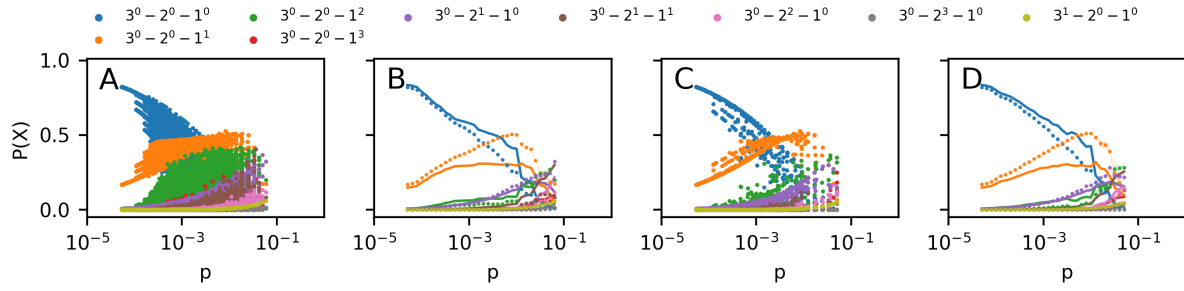 3⁰ − 2⁰ − 1⁰ 3⁰ − 2⁰ − 1² 3⁰ − 2¹ − 1⁰ 3⁰ − 2¹ − 1¹ 3⁰ − 2² − 1⁰ 3⁰ − 2³ − 1⁰ 3¹ − 2⁰ − 1⁰
3⁰ − 2⁰ − 1¹ 3⁰ − 2⁰ − 1³
A B C D
1.0
0.5
0.0
P(X)
10⁻⁵ 10⁻³ 10⁻¹ 10⁻⁵ 10⁻³ 10⁻¹ 10⁻⁵ 10⁻³ 10⁻¹ 10⁻⁵ 10⁻³ 10⁻¹
p p p p